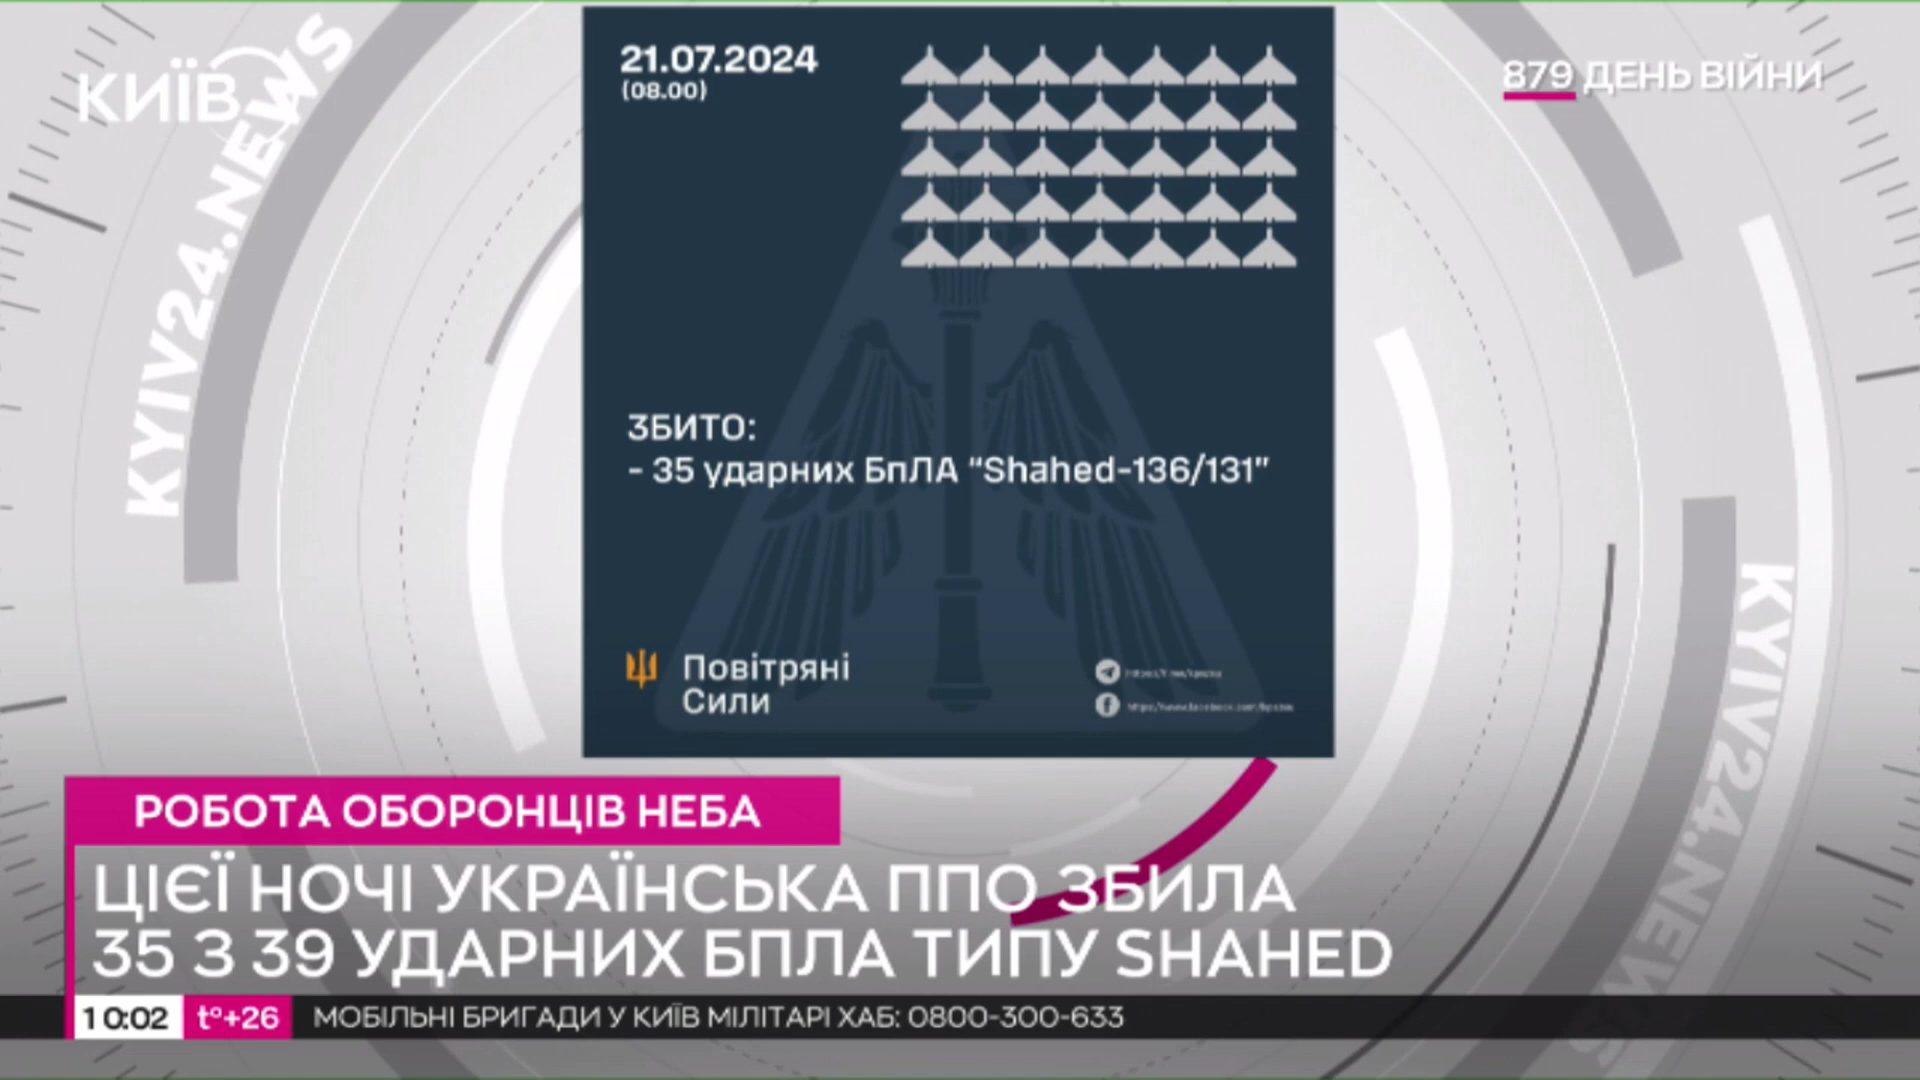 КИЇВ
KYIV24.NEWS
879 ДЕНЬ ВІЙНИ
21.07.2024
(08.00)
ЗБИТО:
- 35 ударних БпЛА “Shahed-136/131”
Повітряні
Сили
KYIV24.NEWS
РОБОТА ОБОРОНЦІВ НЕБА
ЦІЄЇ НОЧІ УКРАЇНСЬКА ППО ЗБИЛА
35 З 39 УДАРНИХ БПЛА ТИПУ SHAHED
10:02 t°+26 МОБІЛЬНІ БРИГАДИ У КИЇВ МІЛІТАРІ ХАБ: 0800-300-633